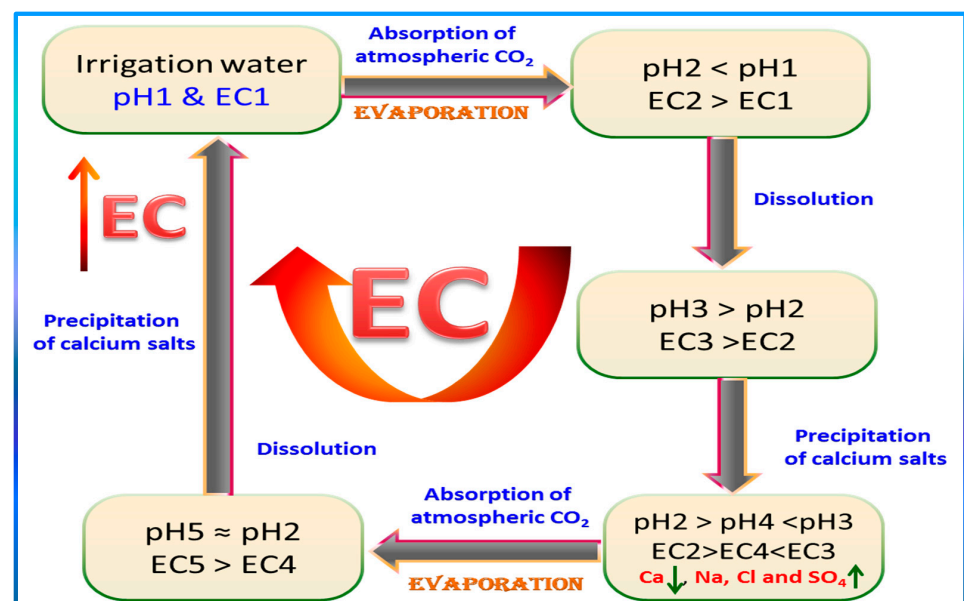 Irrigation water
pH1 & EC1
Absorption of
atmospheric CO₂
EVAPORATION
pH2 < pH1
EC2 > EC1
Dissolution
pH3 > pH2
EC3 >EC2
Precipitation
of calcium salts
pH2 > pH4 <pH3
EC2>EC4<EC3
Ca↓, Na, Cl and SO₄↑
Absorption of
atmospheric CO₂
EVAPORATION
pH5 ≈ pH2
EC5 > EC4
Dissolution
Precipitation
of calcium salts
EC
EC